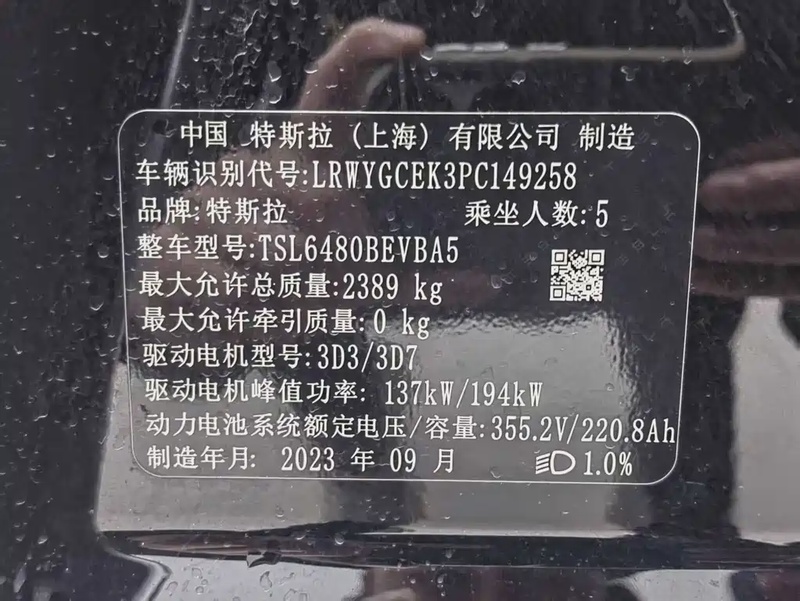 中国 特斯拉 (上海) 有限公司 制造
车辆识别代号:LRWYGCEK3PC149258
品牌:特斯拉 乘坐人数:5
整车型号:TSL6480BEVBA5
最大允许总质量:2389 kg
最大允许牵引质量:0 kg
驱动电机型号:3D3/3D7
驱动电机峰值功率: 137kW/194kW
动力电池系统额定电压/容量:355.2V/220.8Ah
制造年月: 2023 年 09 月 1.0%